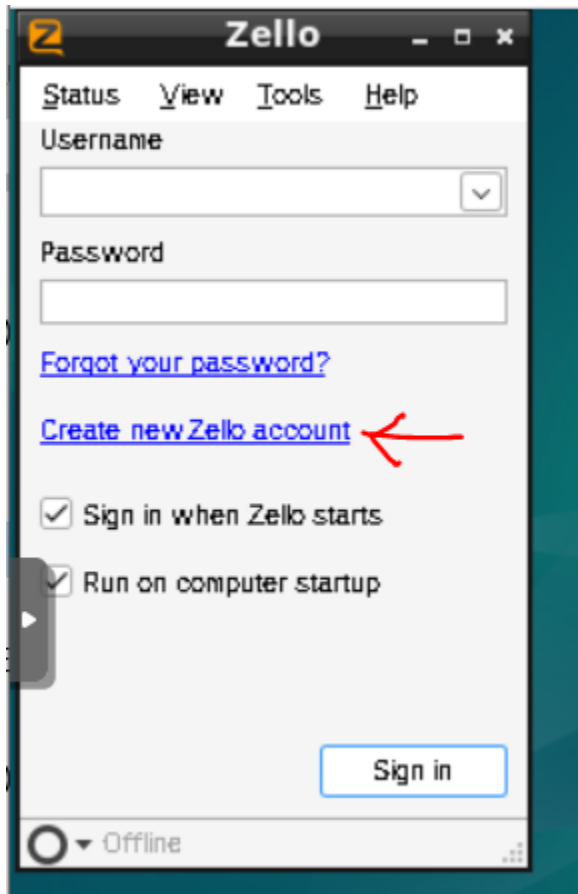 Zello
Status View Tools Help
Username
Password
Forgot your password?
Create new Zello account
Sign in when Zello starts
Run on computer startup
Sign in
Offline